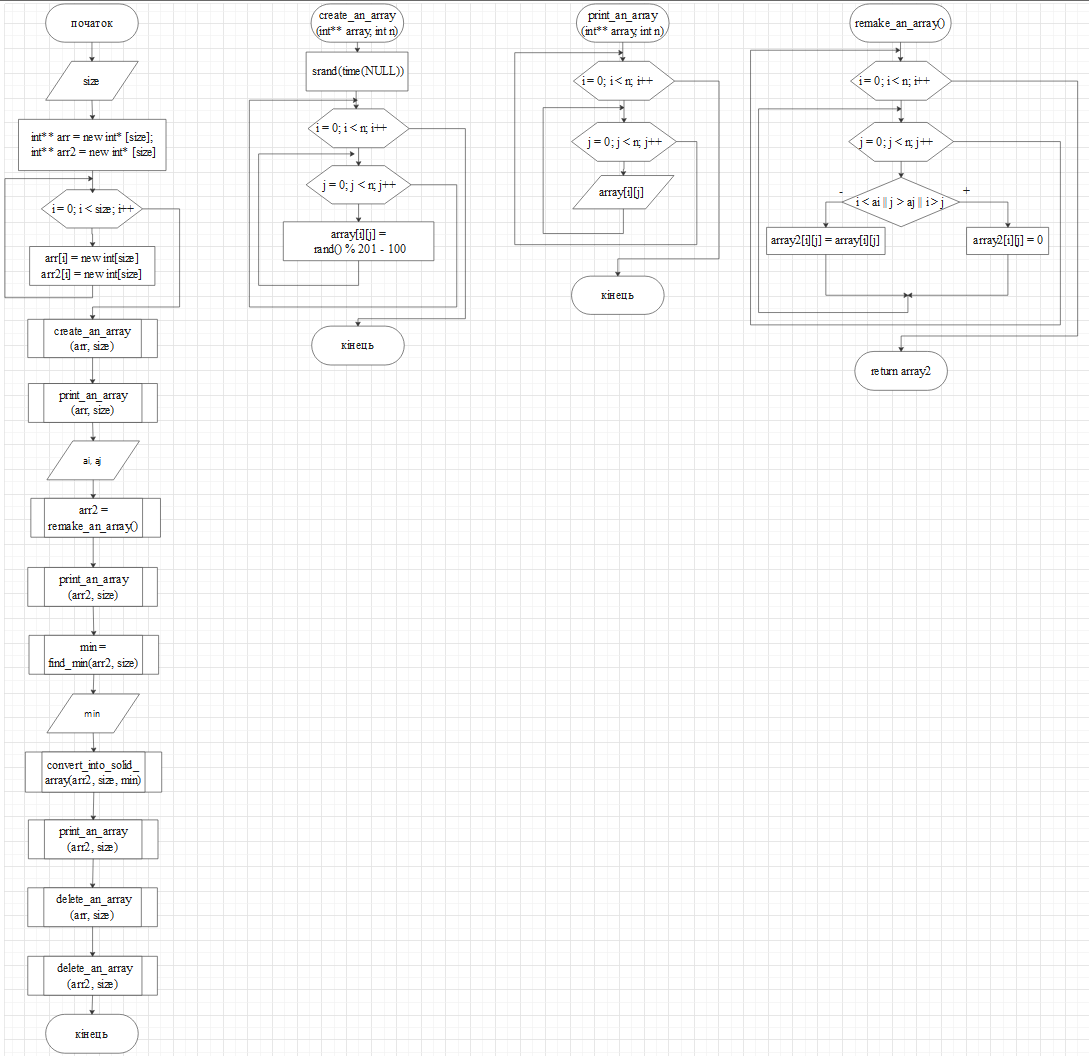 початок
size
int** arr = new int* [size];
int** arr2 = new int* [size]
i = 0; i < size; i++
arr[i] = new int[size]
arr2[i] = new int[size]
create_an_array
(arr, size)
print_an_array
(arr, size)
ai, aj
arr2 =
remake_an_array()
print_an_array
(arr2, size)
min =
find_min(arr2, size)
min
convert_into_solid_
array(arr2, size, min)
print_an_array
(arr2, size)
delete_an_array
(arr, size)
delete_an_array
(arr2, size)
кінець
create_an_array
(int** array, int n)
srand(time(NULL))
i = 0; i < n; i++
j = 0; j < n; j++
array[i][j] =
rand() % 201 - 100
кінець
print_an_array
(int** array, int n)
i = 0; i < n; i++
j = 0; j < n; j++
array[i][j]
кінець
remake_an_array()
i = 0; i < n; i++
j = 0; j < n; j++
i < ai || j > aj || i > j
-
+
array2[i][j] = array[i][j]
array2[i][j] = 0
return array2